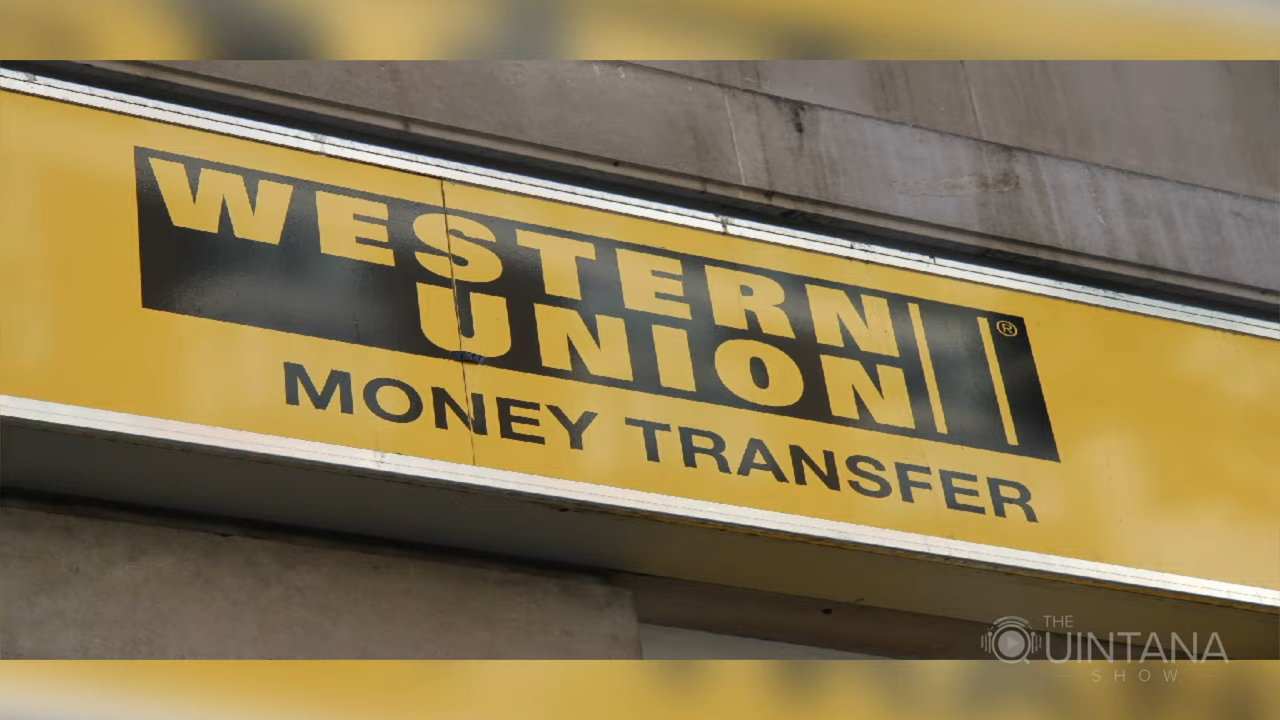 WESTERN
UNION
®
MONEY TRANSFER
THE
QUINTANA
SHOW